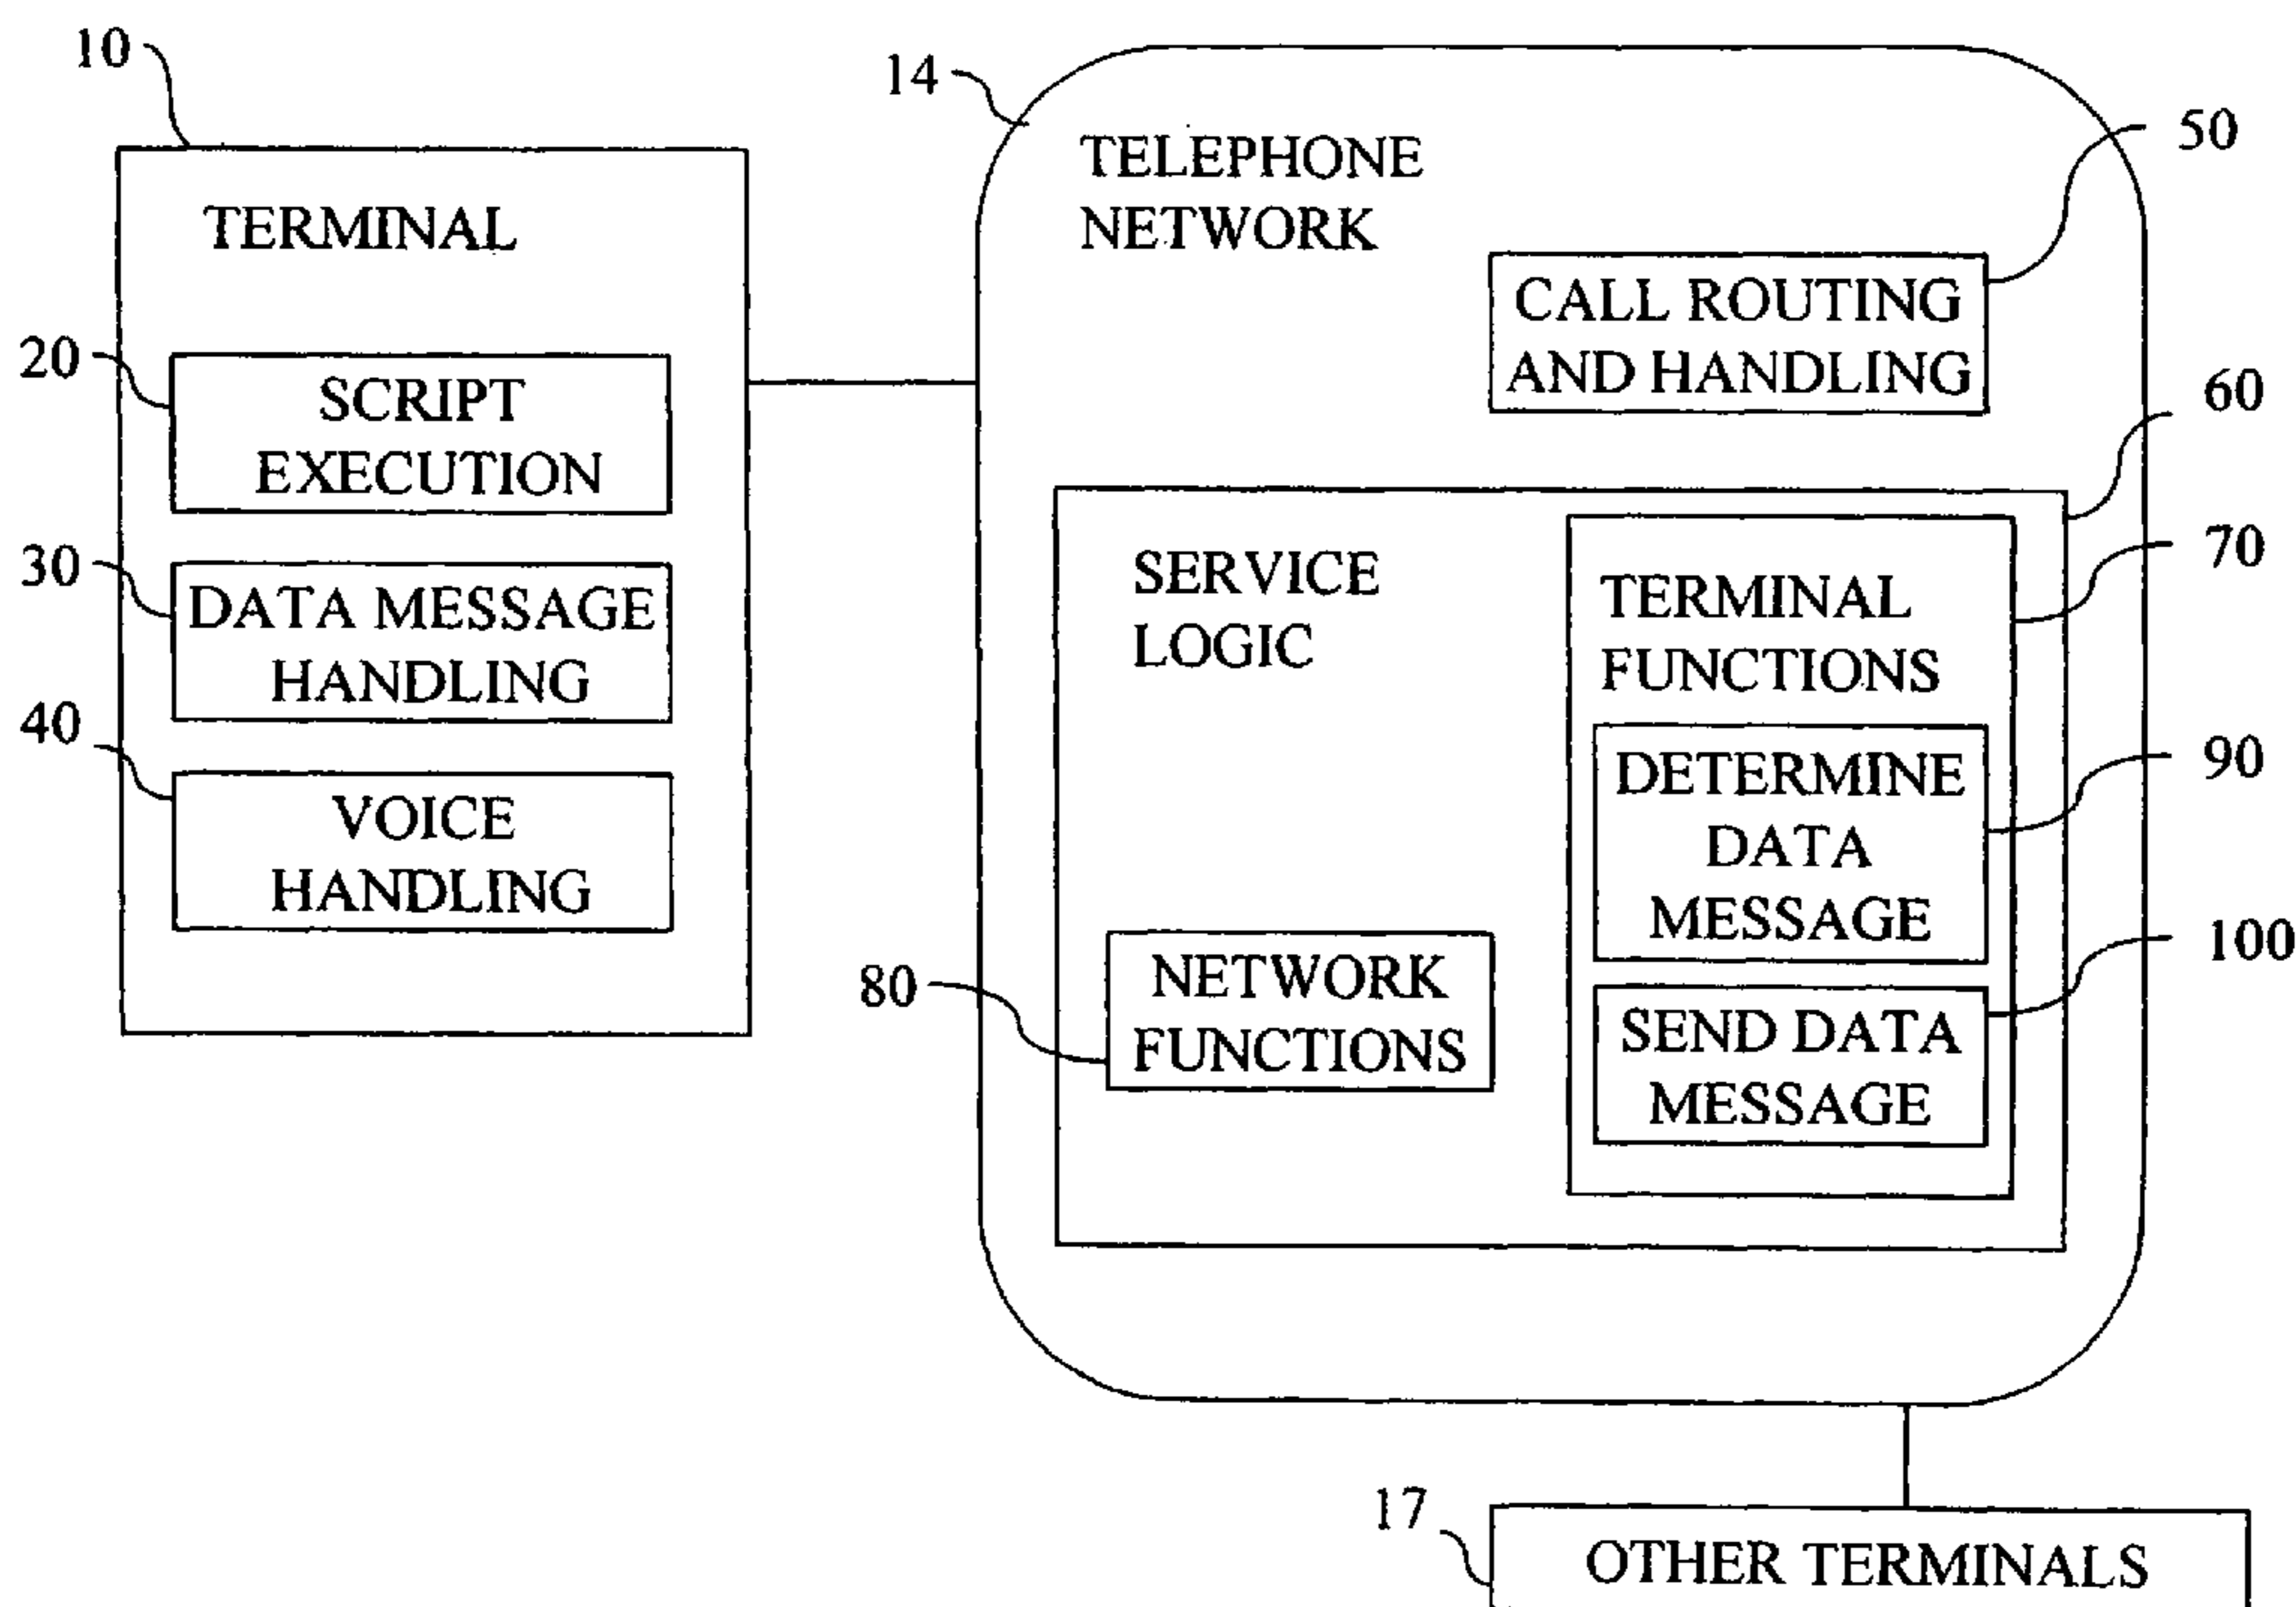 10
TERMINAL
20
SCRIPT
EXECUTION
30
DATA MESSAGE
HANDLING
40
VOICE
HANDLING
14
TELEPHONE
NETWORK
50
CALL ROUTING
AND HANDLING
60
SERVICE
LOGIC
70
TERMINAL
FUNCTIONS
90
DETERMINE
DATA
MESSAGE
80
NETWORK
FUNCTIONS
100
SEND DATA
MESSAGE
17
OTHER TERMINALS